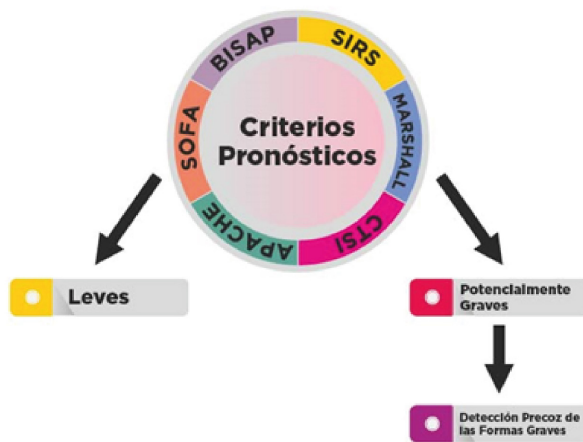 BISAP
SIRS
SOFA
MARSHALL
APACHE
CTSI
Criterios
Pronósticos
Leves
Potencialmente
Graves
Detección Precoz de
las Formas Graves